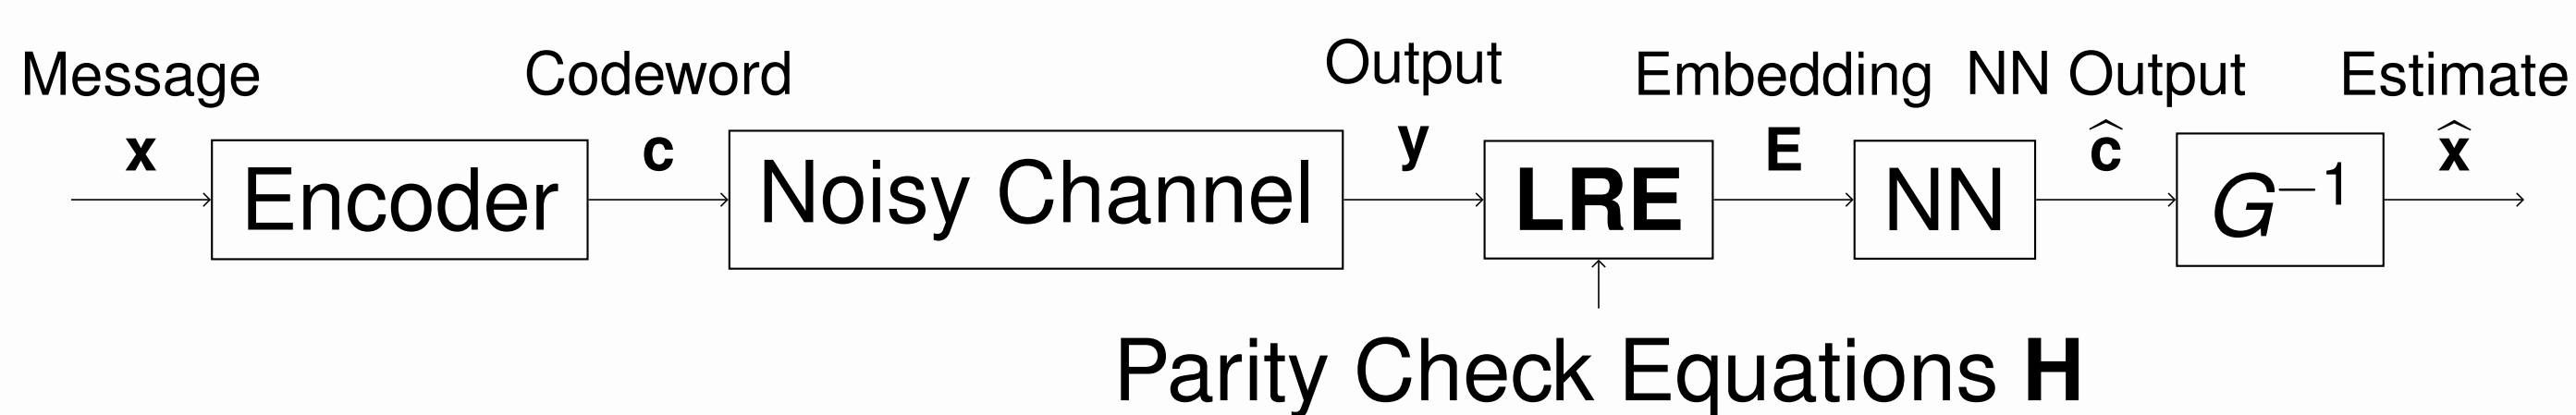 Message Codeword Output Embedding NN Output Estimate
x c y E ĉ x̂
Encoder Noisy Channel LRE NN G⁻¹
Parity Check Equations H